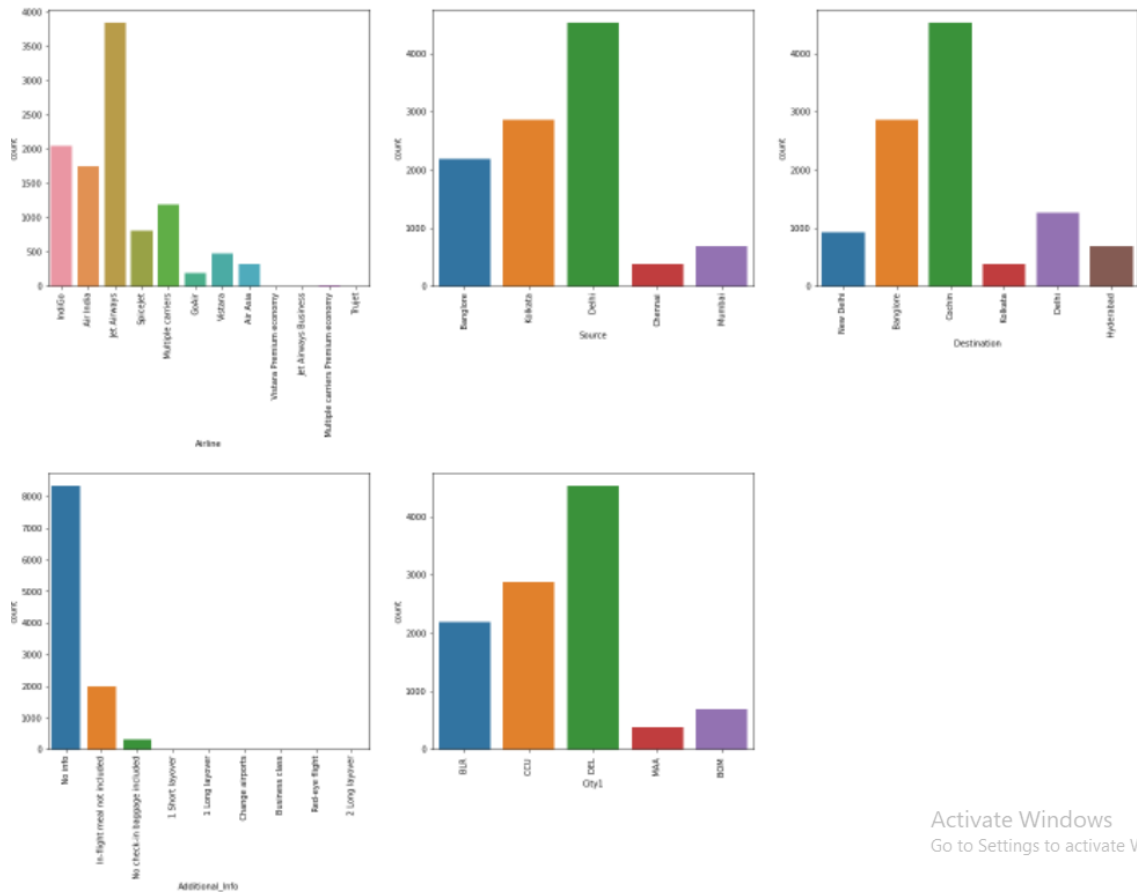 4000
3500
3000
2500
2000
1500
1000
500
0
count
IndiGo
Air India
Jet Airways
SpiceJet
Multiple carriers
GoAir
Vistara
Air Asia
Vistara Premium economy
Jet Airways Business
Multiple carriers Premium economy
Trujet
Airline
4000
3000
2000
1000
0
count
Banglore
Kolkata
Delhi
Chennai
Mumbai
Source
4000
3000
2000
1000
0
count
New Delhi
Banglore
Cochin
Kolkata
Delhi
Hyderabad
Destination
8000
7000
6000
5000
4000
3000
2000
1000
0
count
No info
In-flight meal not included
No check-in baggage included
1 Short layover
1 Long layover
Change airports
Business class
Red-eye flight
2 Long layover
Additional_Info
4000
3000
2000
1000
0
count
BLR
CCU
DEL
MAA
BOM
City1
Activate Windows
Go to Settings to activate W